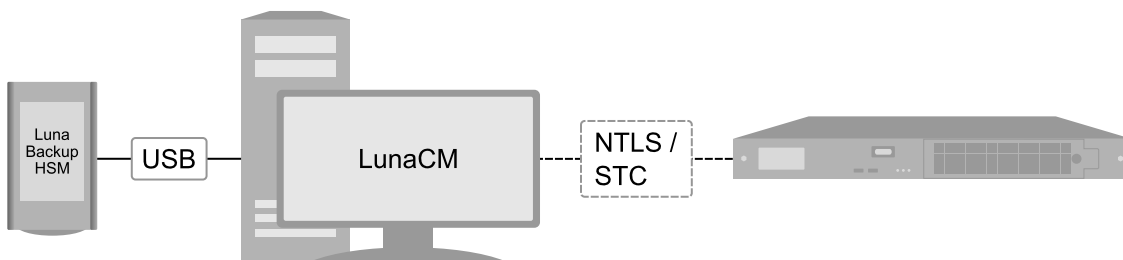 Luna
Backup
HSM
USB
LunaCM
NTLS /
STC